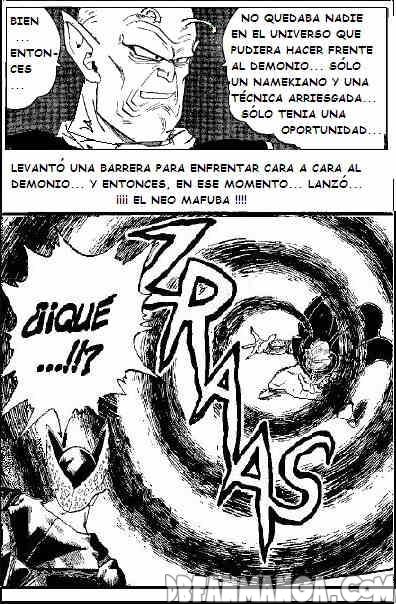 BIEN
...
ENTON-
CES
...
NO QUEDABA NADIE
EN EL UNIVERSO QUE
PUDIERA HACER FRENTE
AL DEMONIO... SÓLO
UN NAMEKIANO Y UNA
TÉCNICA ARRIESGADA...
SÓLO TENIA UNA
OPORTUNIDAD...
LEVANTÓ UNA BARRERA PARA ENFRENTAR CARA A CARA AL
DEMONIO... Y ENTONCES, EN ESE MOMENTO... LANZÓ...
¡¡¡¡ EL NEO MAFUBA !!!!
¡¡QUÉ
...!!?
ZRAAAS
DBFANMANGA.COM